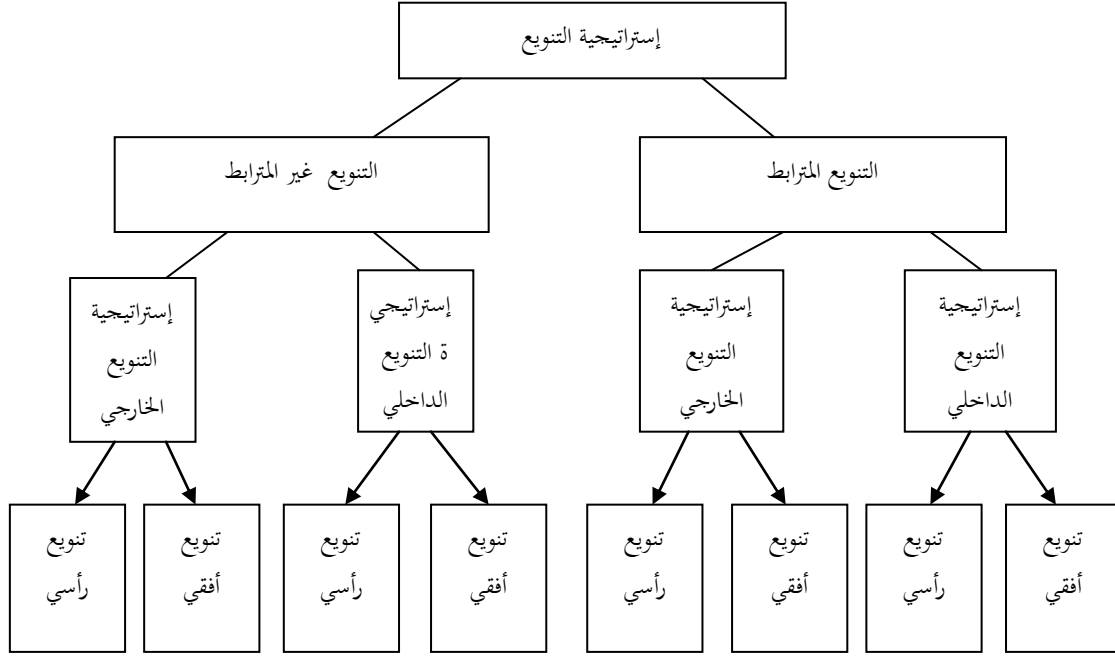 إستراتيجية التنويع
التنويع المترابط
التنويع غير المترابط
إستراتيجية
التنويع
الداخلي
إستراتيجية
التنويع
الخارجي
إستراتيجي
ة التنويع
الداخلي
إستراتيجية
التنويع
الخارجي
تنويع
أفقي
تنويع
رأسي
تنويع
أفقي
تنويع
رأسي
تنويع
أفقي
تنويع
رأسي
تنويع
أفقي
تنويع
رأسي